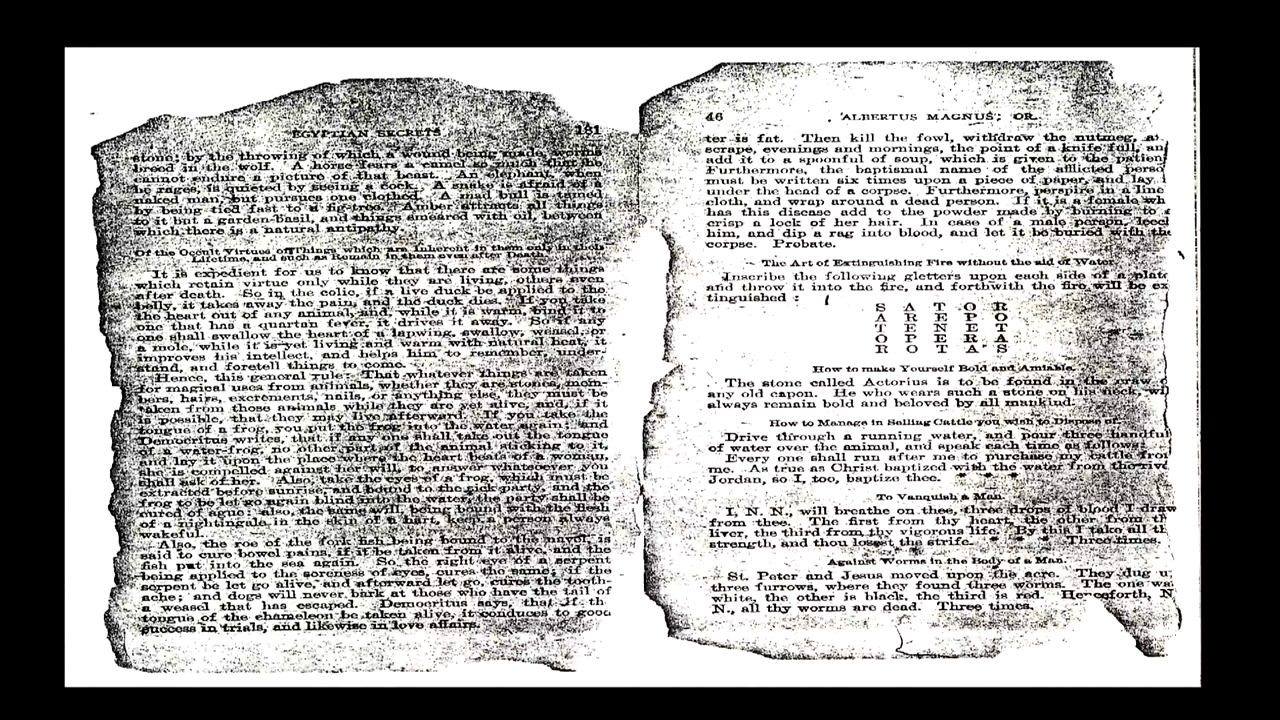 EGYPTIAN SECRETS 181
stone; by the throwing of which a wound being made, worms
breed in the wolf. A horse fears a camel so much that he
cannot endure a picture of that beast. An elephant, when
he rages, is quieted by seeing a cock. A snake is afraid of a
naked man, but pursues one clothed. A mad bull is tamed
by being tied fast to a fig-tree. Amber attracts all things
to it but a garden-basil, and things smeared with oil, between
which there is a natural antipathy.
Of the Occult Virtues of Things which are Inherent in them only in their
Lifetime, and such as Remain in them even after Death.
It is expedient for us to know that there are some things
which retain virtue only while they are living, others even
after death. So in the colic, if a live duck be applied to the
belly, it takes away the pain, and the duck dies. If you take
the heart out of any animal, and, while it is warm, bind it to
one that has a quartan fever, it drives it away. So if any
one shall swallow the heart of a lapwing, swallow, weasel, or
a mole, while it is yet living and warm with natural heat, it
improves his intellect, and helps him to remember, under-
stand, and foretell things to come.
Hence, this general rule: That whatever things are taken
for magical uses from animals, whether they are stones, mem-
bers, hairs, excrements, nails, or anything else, they must be
taken from those animals while they are yet alive, and, if it
is possible, that they may live afterward. If you take the
tongue of a frog, you put the frog into the water again; and
Democritus writes, that if any one shall take out the tongue
of a water-frog, no other part of the animal sticking to it,
and lay it upon the place where the heart beats of a woman,
she is compelled against her will, to answer whatsoever you
shall ask of her. Also, take the eyes of a frog, which must be
extracted before sunrise, and bound to the sick party, and the
frog to be let go again blind into the water, the party shall be
cured of ague; also, the same will, being bound with the flesh
of a nightingale in the skin of a hart, keep a person always
wakeful.
Also, the roe of the fork fish being bound to the navel, is
said to cure bowel pains, if it be taken from it alive, and the
fish put into the sea again. So, the right eye of a serpent
being applied to the soreness of eyes, cures the same; if the
serpent be let go alive, and afterward let go, cures the tooth-
ache; and dogs will never bark at those who have the tail of
a weasel that has escaped. Democritus says, that if th
tongue of the chameleon be taken alive, it conduces to good
success in trials, and likewise in love affairs.
46 ALBERTUS MAGNUS; OR,
ter is fat. Then kill the fowl, withdraw the nutmeg, a
scrape, evenings and mornings, the point of a knife full, an
add it to a spoonful of soup, which is given to the patien
Furthermore, the baptismal name of the afflicted perso
must be written six times upon a piece of paper, and lay i
under the head of a corpse. Furthermore, perspire in a line
cloth, and wrap around a dead person. If it is a female wh
has this disease add to the powder made by burning to
crisp a lock of her hair. In case of a male person, leech
him, and dip a rag into blood, and let it be buried with the
corpse. Probate.
The Art of Extinguishing Fire without the aid of Water
Inscribe the following gletters upon each side of a plate
and throw it into the fire, and forthwith the fire will be ex
tinguished :
S A T O R
A R E P O
T E N E T
O P E R A
R O T A S
How to make Yourself Bold and Amiable.
The stone called Actorius is to be found in the craw
any old capon. He who wears such a stone on his neck, wil
always remain bold and beloved by all mankind.
How to Manage in Selling Cattle you wish to Dispose of.
Drive through a running water, and pour three handful
of water over the animal, and speak each time as follows:
Every one shall run after me to purchase my cattle from
me. As true as Christ baptized with the water from the rive
Jordan, so I, too, baptize thee.
To Vanquish a Man.
I, N. N., will breathe on thee, three drops of blood I draw
from thee. The first from thy heart, the other from th
liver, the third from thy vigorous life. By this I take all t
strength, and thou losest the strife. Three times.
Against Worms in the Body of a Man.
St. Peter and Jesus moved upon the acre. They dug u
three furrows, where they found three worms. The one wa
white, the other is black, the third is red. Henceforth, N
N., all thy worms are dead. Three times.